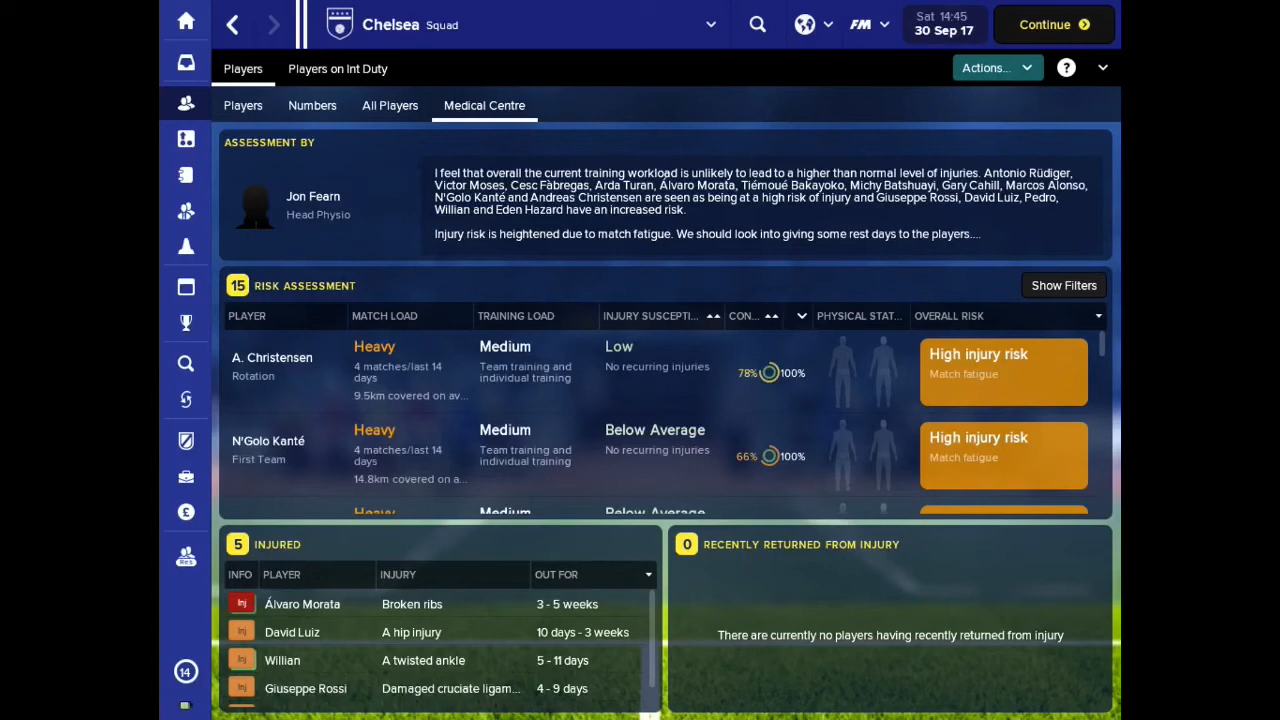 Chelsea Squad
FM
Sat 14:45
30 Sep 17
Continue
Players
Players on Int Duty
Actions...
?
Players
Numbers
All Players
Medical Centre
ASSESSMENT BY
Jon Fearn
Head Physio
I feel that overall the current training workload is unlikely to lead to a higher than normal level of injuries. Antonio Rüdiger,
Victor Moses, Cesc Fàbregas, Arda Turan, Álvaro Morata, Tiémoué Bakayoko, Michy Batshuayi, Gary Cahill, Marcos Alonso,
N'Golo Kanté and Andreas Christensen are seen as being at a high risk of injury and Giuseppe Rossi, David Luiz, Pedro,
Willian and Eden Hazard have an increased risk.
Injury risk is heightened due to match fatigue. We should look into giving some rest days to the players....
15 RISK ASSESSMENT
Show Filters
PLAYER
MATCH LOAD
TRAINING LOAD
INJURY SUSCEPTI...
CON...
PHYSICAL STAT...
OVERALL RISK
A. Christensen
Rotation
Heavy
4 matches/last 14
days
9.5km covered on av...
Medium
Team training and
individual training
Low
No recurring injuries
78%
100%
High injury risk
Match fatigue
N'Golo Kanté
First Team
Heavy
4 matches/last 14
days
14.8km covered on a...
Medium
Team training and
individual training
Below Average
No recurring injuries
66%
100%
High injury risk
Match fatigue
Heavy
Medium
Below Average
5 INJURED
INFO
PLAYER
INJURY
OUT FOR
Inj Álvaro Morata Broken ribs 3 - 5 weeks
Inj David Luiz A hip injury 10 days - 3 weeks
Inj Willian A twisted ankle 5 - 11 days
Inj Giuseppe Rossi Damaged cruciate ligam... 4 - 9 days
0 RECENTLY RETURNED FROM INJURY
There are currently no players having recently returned from injury
£
Res
14